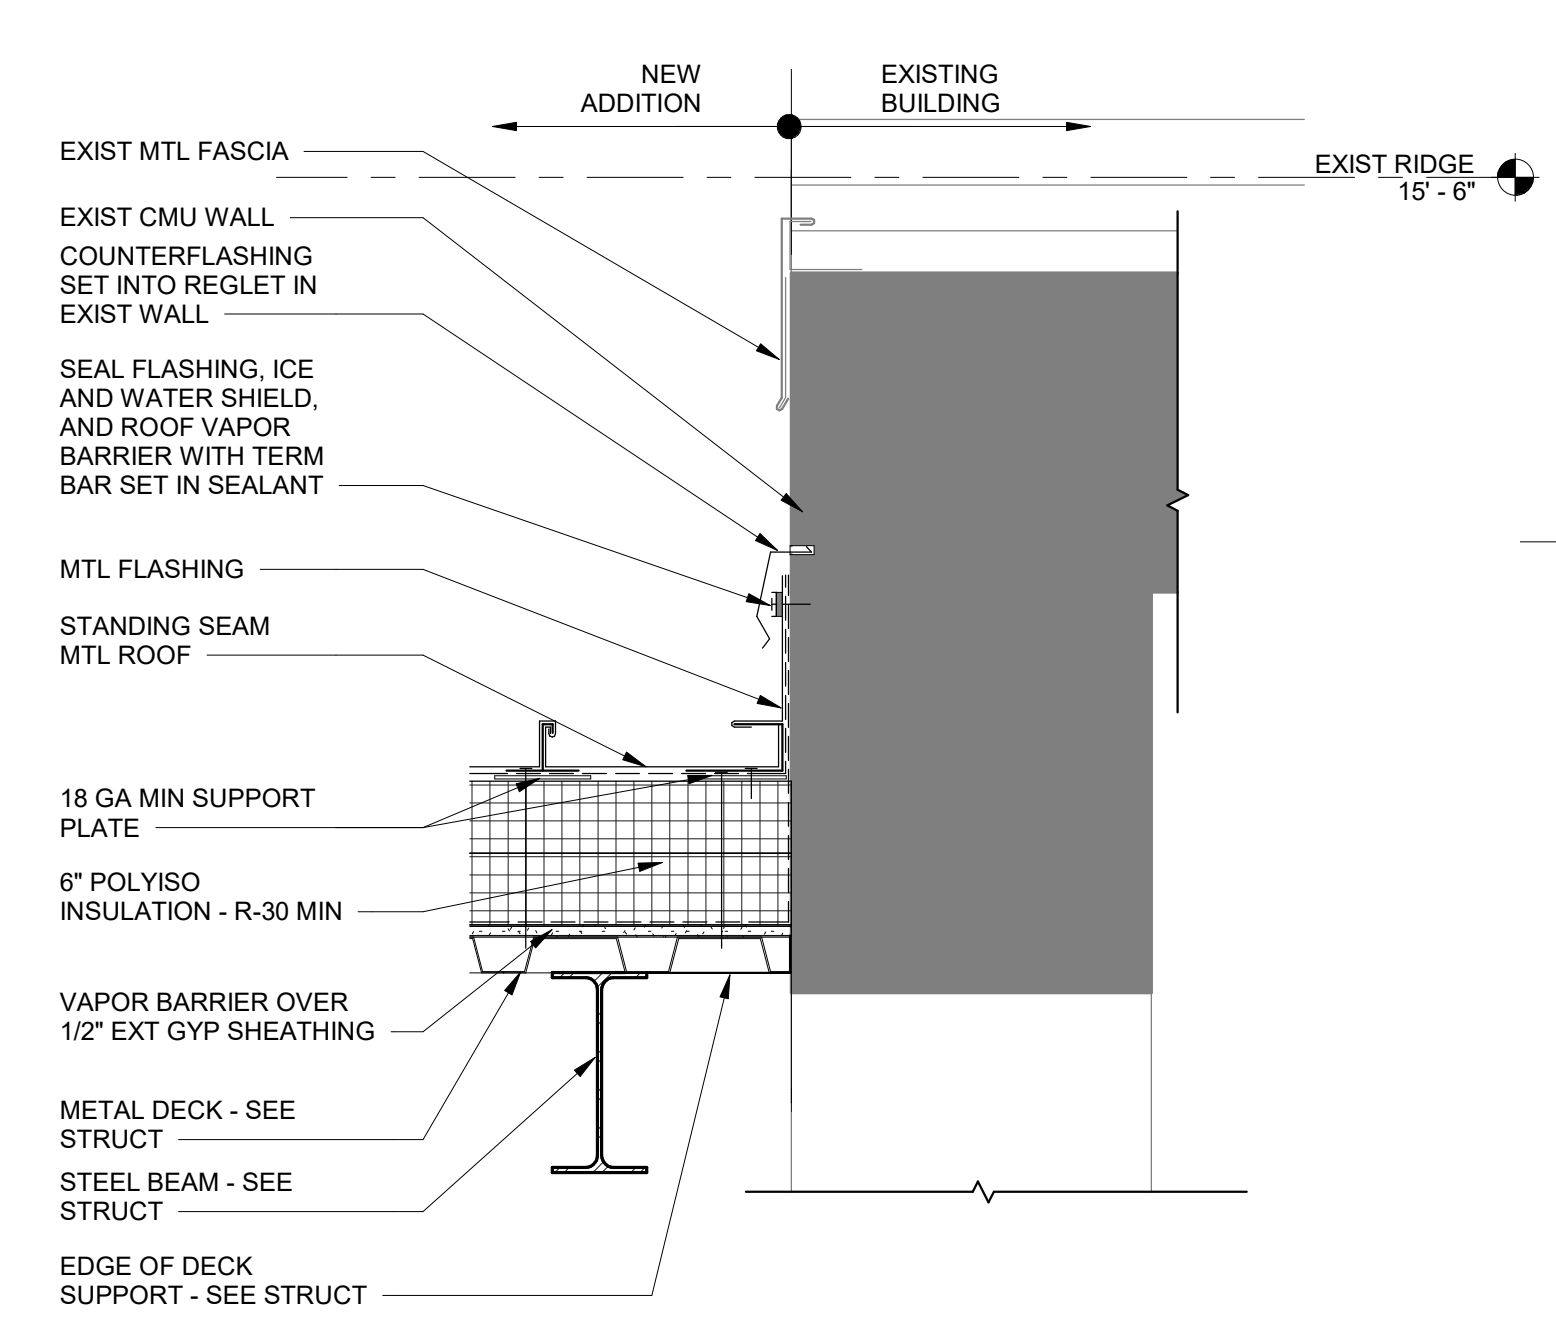 NEW
ADDITION
EXISTING
BUILDING
EXIST RIDGE
15' - 6"
EXIST MTL FASCIA
EXIST CMU WALL
COUNTERFLASHING
SET INTO REGLET IN
EXIST WALL
SEAL FLASHING, ICE
AND WATER SHIELD,
AND ROOF VAPOR
BARRIER WITH TERM
BAR SET IN SEALANT
MTL FLASHING
STANDING SEAM
MTL ROOF
18 GA MIN SUPPORT
PLATE
6" POLYISO
INSULATION - R-30 MIN
VAPOR BARRIER OVER
1/2" EXT GYP SHEATHING
METAL DECK - SEE
STRUCT
STEEL BEAM - SEE
STRUCT
EDGE OF DECK
SUPPORT - SEE STRUCT